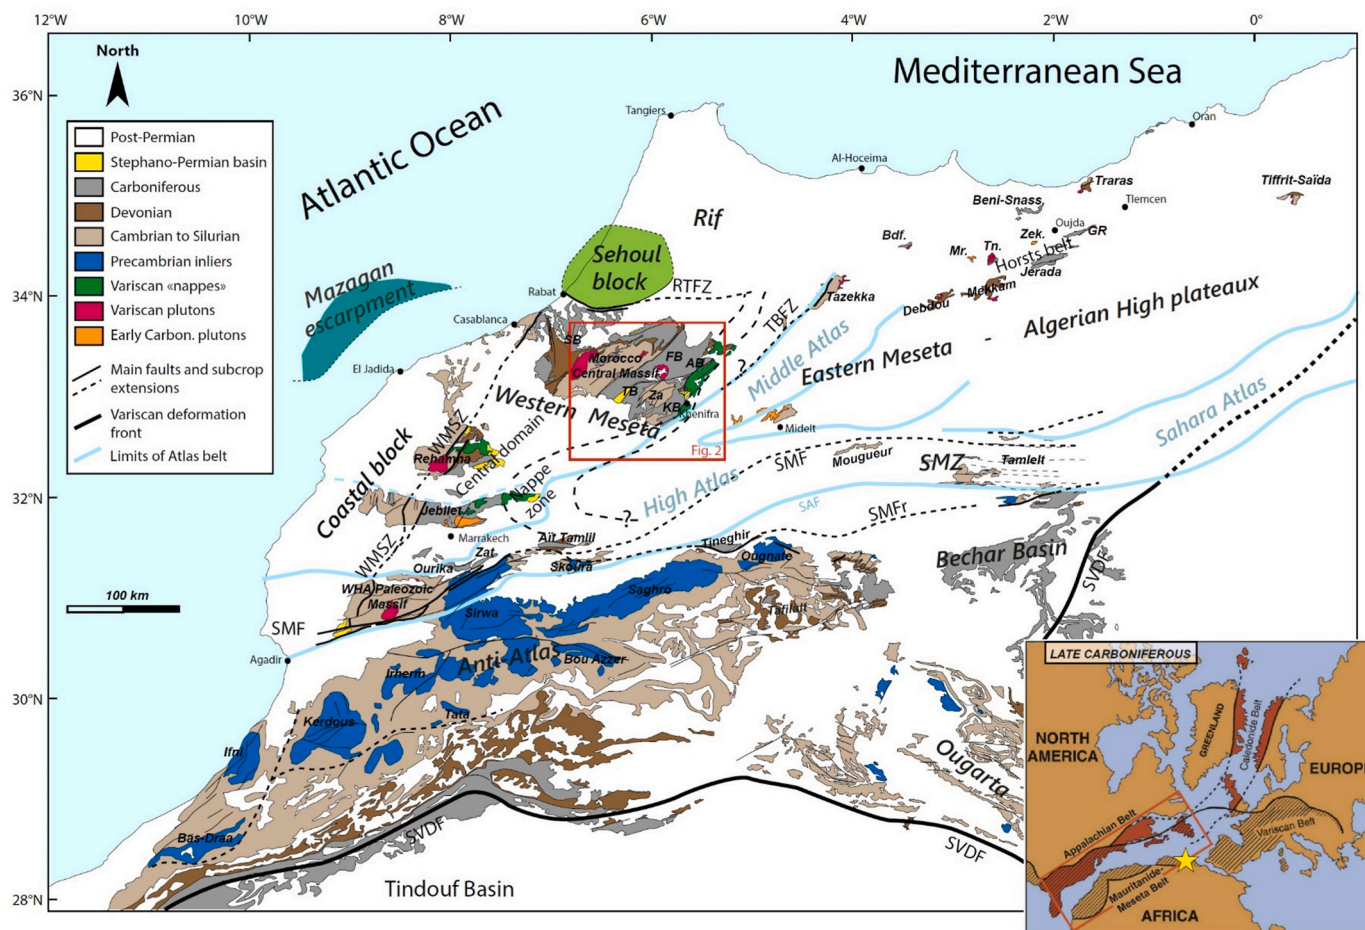 12°W
10°W
8°W
6°W
4°W
2°W
0°
36°N
34°N
32°N
30°N
28°N
North
Post-Permian
Stephano-Permian basin
Carboniferous
Devonian
Cambrian to Silurian
Precambrian inliers
Variscan «nappes»
Variscan plutons
Early Carbon. plutons
Main faults and subcrop
extensions
Variscan deformation
front
Limits of Atlas belt
100 km
Atlantic Ocean
Mediterranean Sea
Mazagan
escarpment
Tangiers
Al-Hoceima
Oran
Traras
Tlemcen
Tiffrit-Saïda
Beni-Snass.
Oujda
Rif
Bdf.
Zek.
GR
Mr.
Tn.
Horsts belt
Jerada
Sehoul
block
Rabat
RTFZ
TBFZ
Tazekka
Debdou
Mekkam
Algerian High plateaux
Casablanca
SB
Morocco
Central Massif
FB
AB
TB
Za
KB
Khenifra
?
Middle Atlas
Eastern Meseta
-
El Jadida
Western Meseta
Fig. 2
Midelt
Sahara Atlas
WMSZ
Rehamna
Central domain
Coastal block
Nappe
zone
High Atlas
SMF
Mougueur
SMZ
Tamlelt
Jebilet
?
SAF
SMFr
Marrakech
WMSZ
Zat
Aït Tamlil
Tineghir
Ougnate
Bechar Basin
SVDF
Ourika
Skoura
WHA Paleozoic
Massif
Sirwa
Saghro
Tafilalt
SMF
Agadir
Anti-Atlas
Bou Azzer
Irherm
Kerdous
Tata
Ifni
Ougarta
Bas-Draa
SVDF
SVDF
Tindouf Basin
LATE CARBONIFEROUS
NORTH
AMERICA
GREENLAND
Caledonide Belt
EUROPE
Appalachian Belt
Variscan Belt
Mauritanide-
Meseta Belt
AFRICA